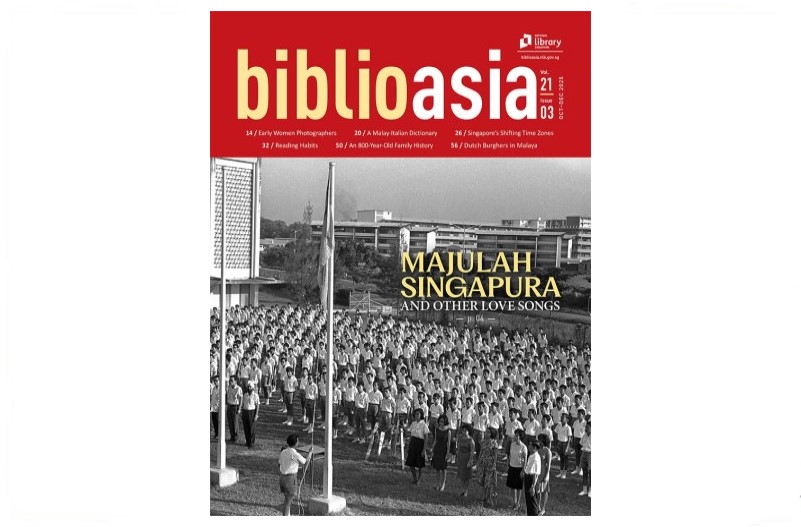 national
library
singapore
biblioasia.nlb.gov.sg
biblioasia
Vol.
21
Issue
03
OCT–DEC 2025
14 / Early Women Photographers 20 / A Malay-Italian Dictionary 26 / Singapore's Shifting Time Zones
32 / Reading Habits 50 / An 800-Year-Old Family History 56 / Dutch Burghers in Malaya
MAJULAH
SINGAPURA
AND OTHER LOVE SONGS
— p. 04 —